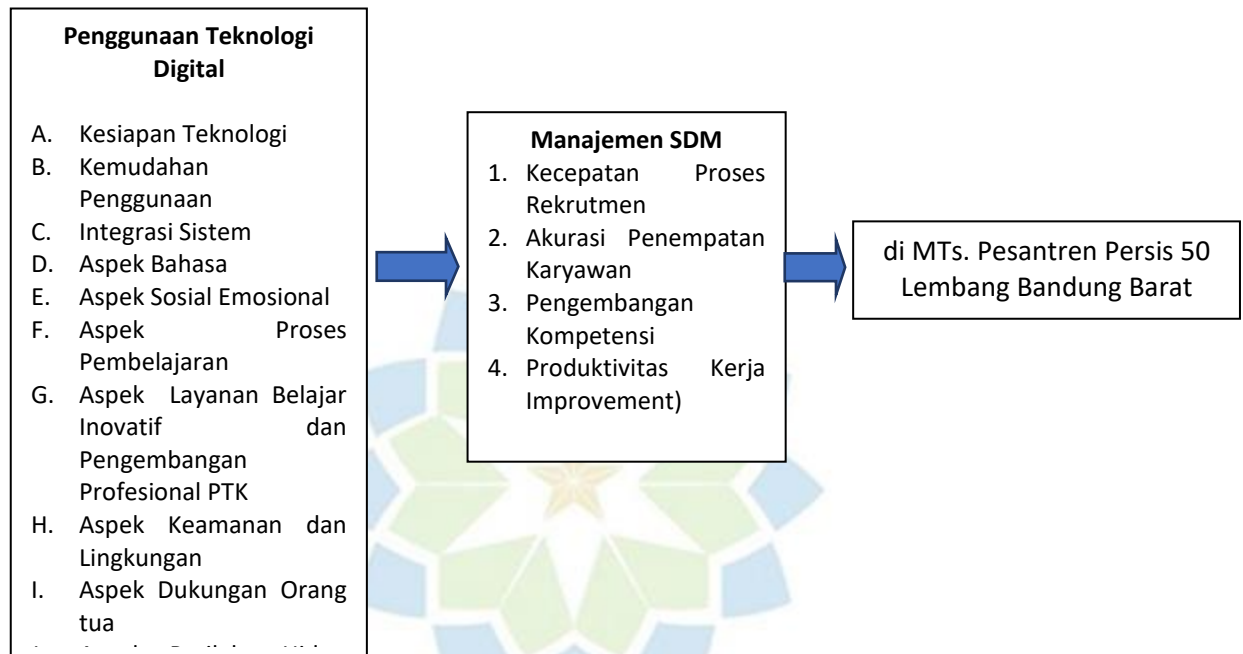 Penggunaan Teknologi
Digital
A. Kesiapan Teknologi
B. Kemudahan
Penggunaan
C. Integrasi Sistem
D. Aspek Bahasa
E. Aspek Sosial Emosional
F. Aspek Proses
Pembelajaran
G. Aspek Layanan Belajar
Inovatif dan
Pengembangan
Profesional PTK
H. Aspek Keamanan dan
Lingkungan
I. Aspek Dukungan Orang
tua
Manajemen SDM
1. Kecepatan Proses
Rekrutmen
2. Akurasi Penempatan
Karyawan
3. Pengembangan
Kompetensi
4. Produktivitas Kerja
Improvement)
di MTs. Pesantren Persis 50
Lembang Bandung Barat